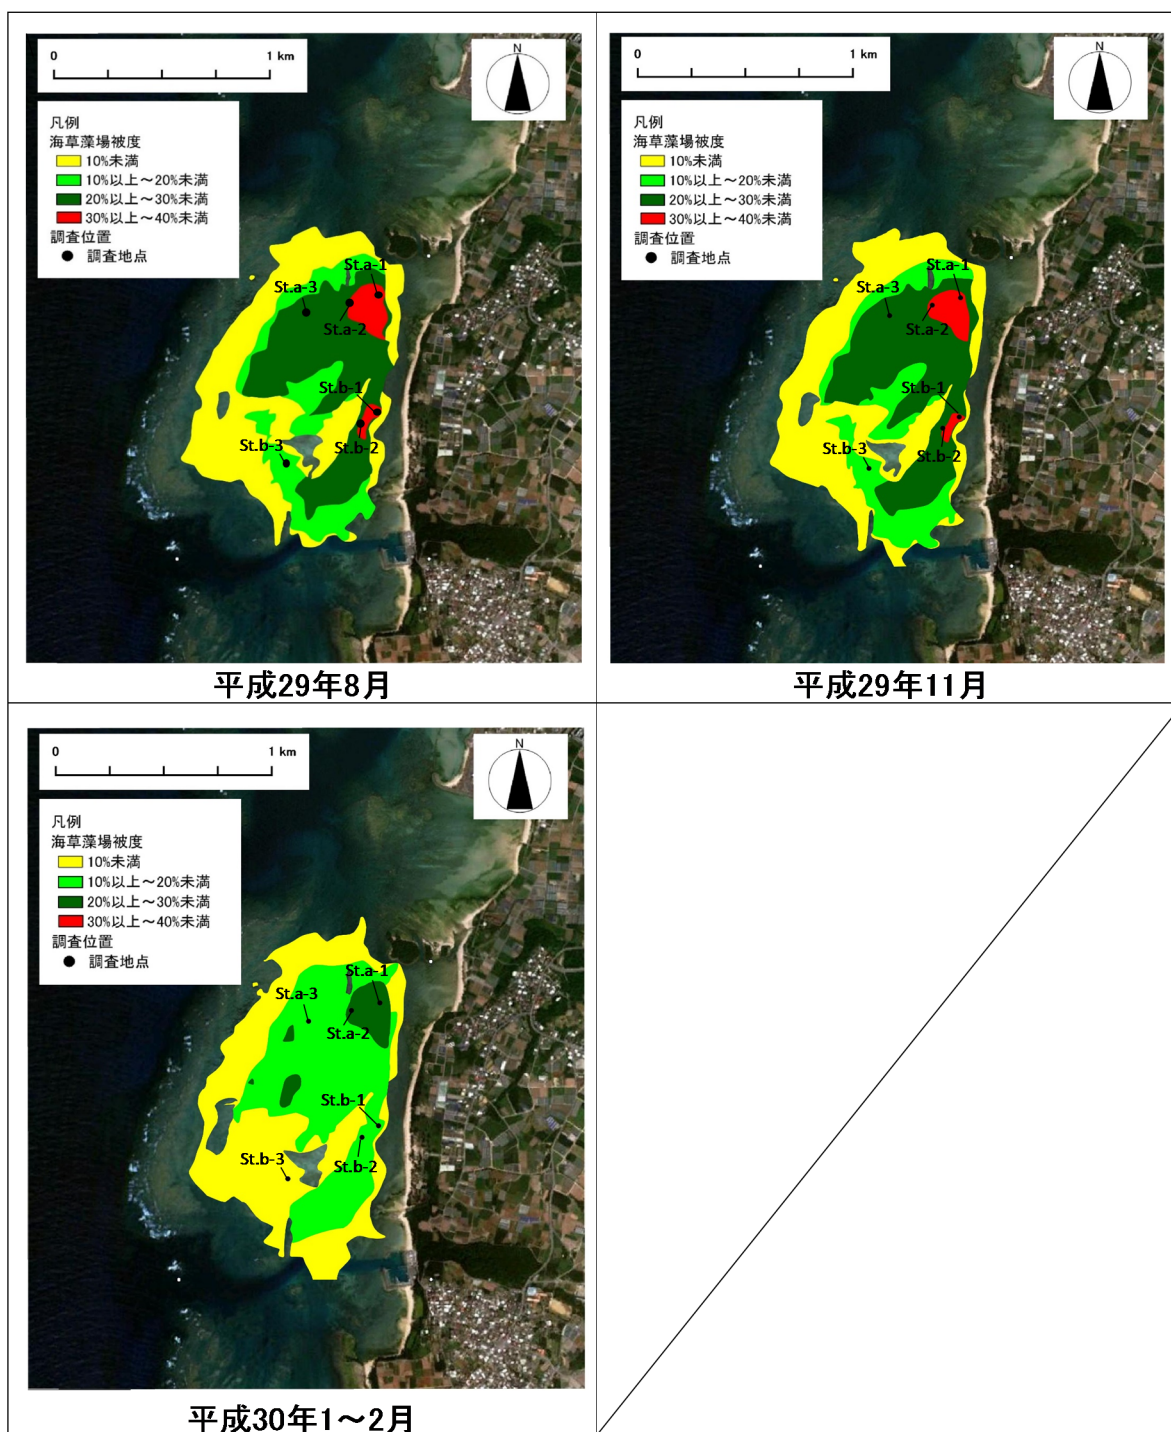 0 1 km
N
凡例
海草藻場被度
10%未満
10%以上～20%未満
20%以上～30%未満
30%以上～40%未満
調査位置
調査地点
St.a-1
St.a-3
St.a-2
St.b-1
St.b-3
St.b-2
平成29年8月
0 1 km
N
凡例
海草藻場被度
10%未満
10%以上～20%未満
20%以上～30%未満
30%以上～40%未満
調査位置
調査地点
St.a-1
St.a-3
St.a-2
St.b-1
St.b-3
St.b-2
平成29年11月
0 1 km
N
凡例
海草藻場被度
10%未満
10%以上～20%未満
20%以上～30%未満
30%以上～40%未満
調査位置
調査地点
St.a-1
St.a-3
St.a-2
St.b-1
St.b-3
St.b-2
平成30年1～2月